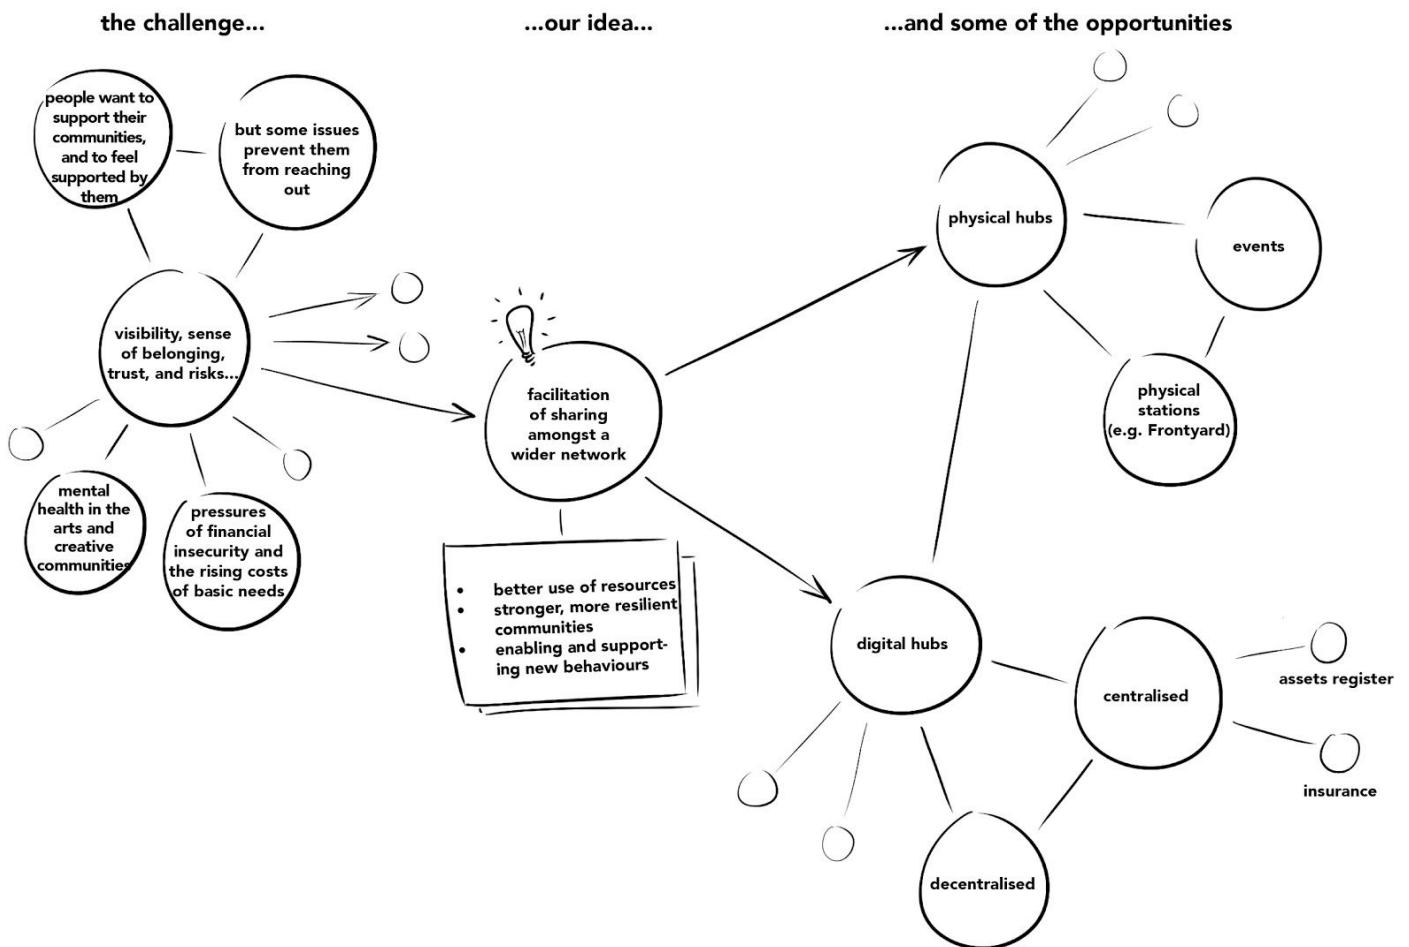 the challenge...
...our idea...
...and some of the opportunities
people want to
support their
communities,
and to feel
supported by
them
but some issues
prevent them
from reaching
out
visibility, sense
of belonging,
trust, and risks...
mental
health in the
arts and
creative
communities
pressures
of financial
insecurity and
the rising costs
of basic needs
facilitation
of sharing
amongst a
wider network
• better use of resources
• stronger, more resilient
communities
• enabling and support-
ing new behaviours
physical hubs
events
physical
stations
(e.g. Frontyard)
digital hubs
centralised
assets register
insurance
decentralised